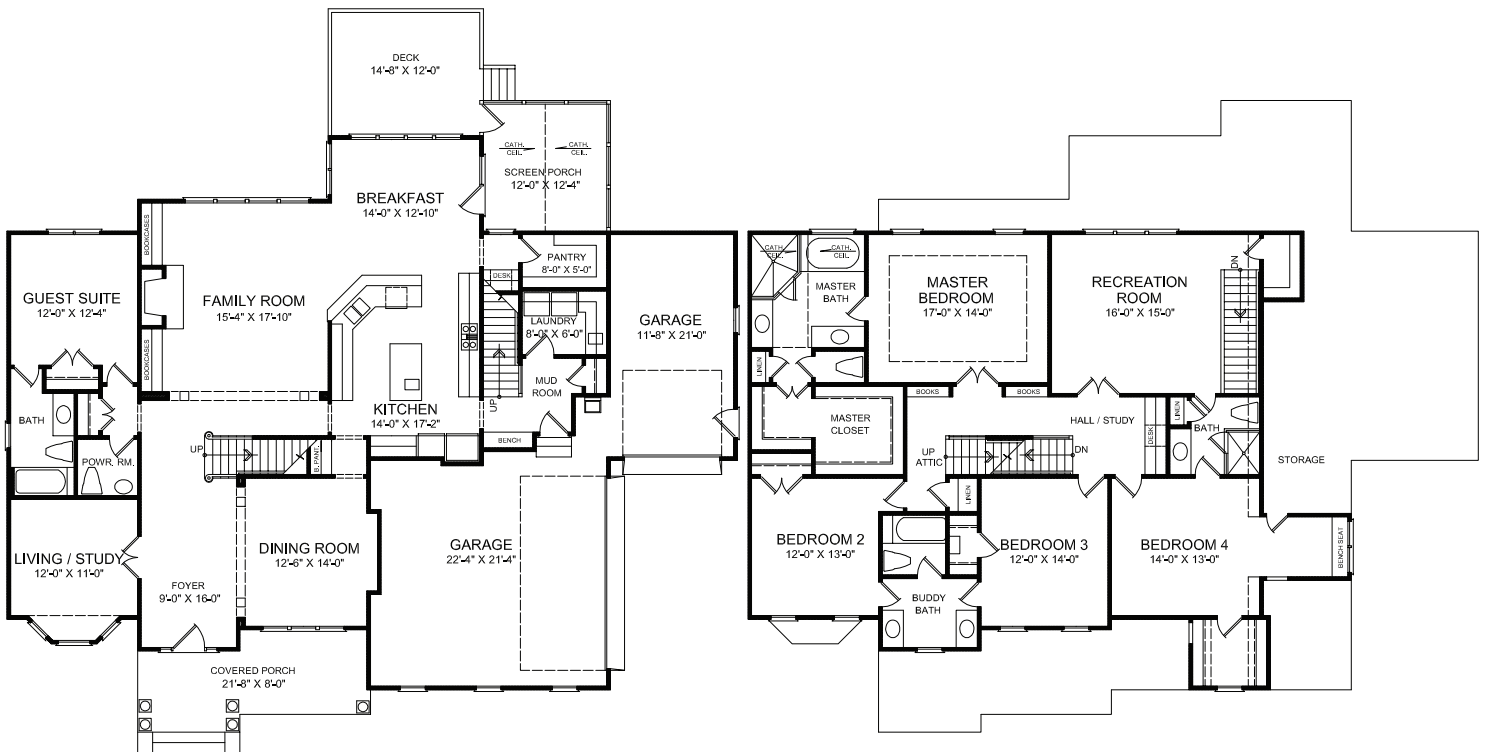 DECK
14'-8" X 12'-0"
CATH.
CEIL.
CATH.
CEIL.
SCREEN PORCH
12'-0" X 12'-4"
BREAKFAST
14'-0" X 12'-10"
BOOKCASES
PANTRY
8'-0" X 5'-0"
DESK
GUEST SUITE
12'-0" X 12'-4"
FAMILY ROOM
15'-4" X 17'-10"
LAUNDRY
8'-0" X 6'-0"
GARAGE
11'-8" X 21'-0"
BOOKCASES
MUD
ROOM
UP
KITCHEN
14'-0" X 17'-2"
BENCH
BATH
UP
B. PANT.
POWR. RM.
LIVING / STUDY
12'-0" X 11'-0"
DINING ROOM
12'-6" X 14'-0"
GARAGE
22'-4" X 21'-4"
FOYER
9'-0" X 16-0"
COVERED PORCH
21'-8" X 8'-0"
CATH.
CEIL.
CATH.
CEIL.
MASTER
BATH
MASTER
BEDROOM
17'-0" X 14'-0"
RECREATION
ROOM
16'-0" X 15'-0"
DN
LINEN
BOOKS
BOOKS
MASTER
CLOSET
HALL / STUDY
DESK
LINEN
BATH
UP
ATTIC
DN
STORAGE
LINEN
BEDROOM 2
12'-0" X 13'-0"
BEDROOM 3
12'-0" X 14'-0"
BEDROOM 4
14'-0" X 13'-0"
BENCH SEAT
BUDDY
BATH